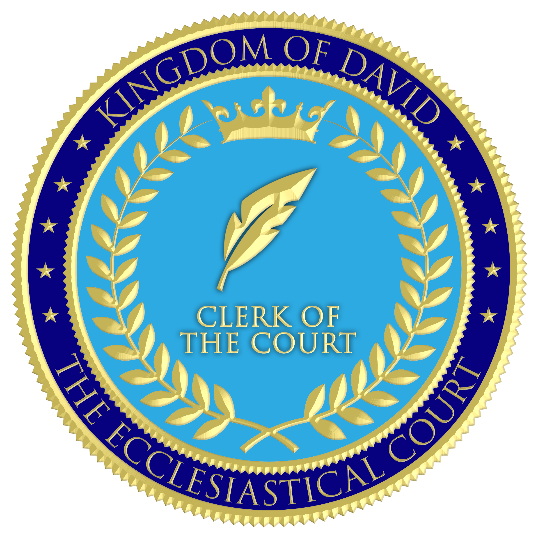 KINGDOM OF DAVID
CLERK OF
THE COURT
THE ECCLESIASTICAL COURT